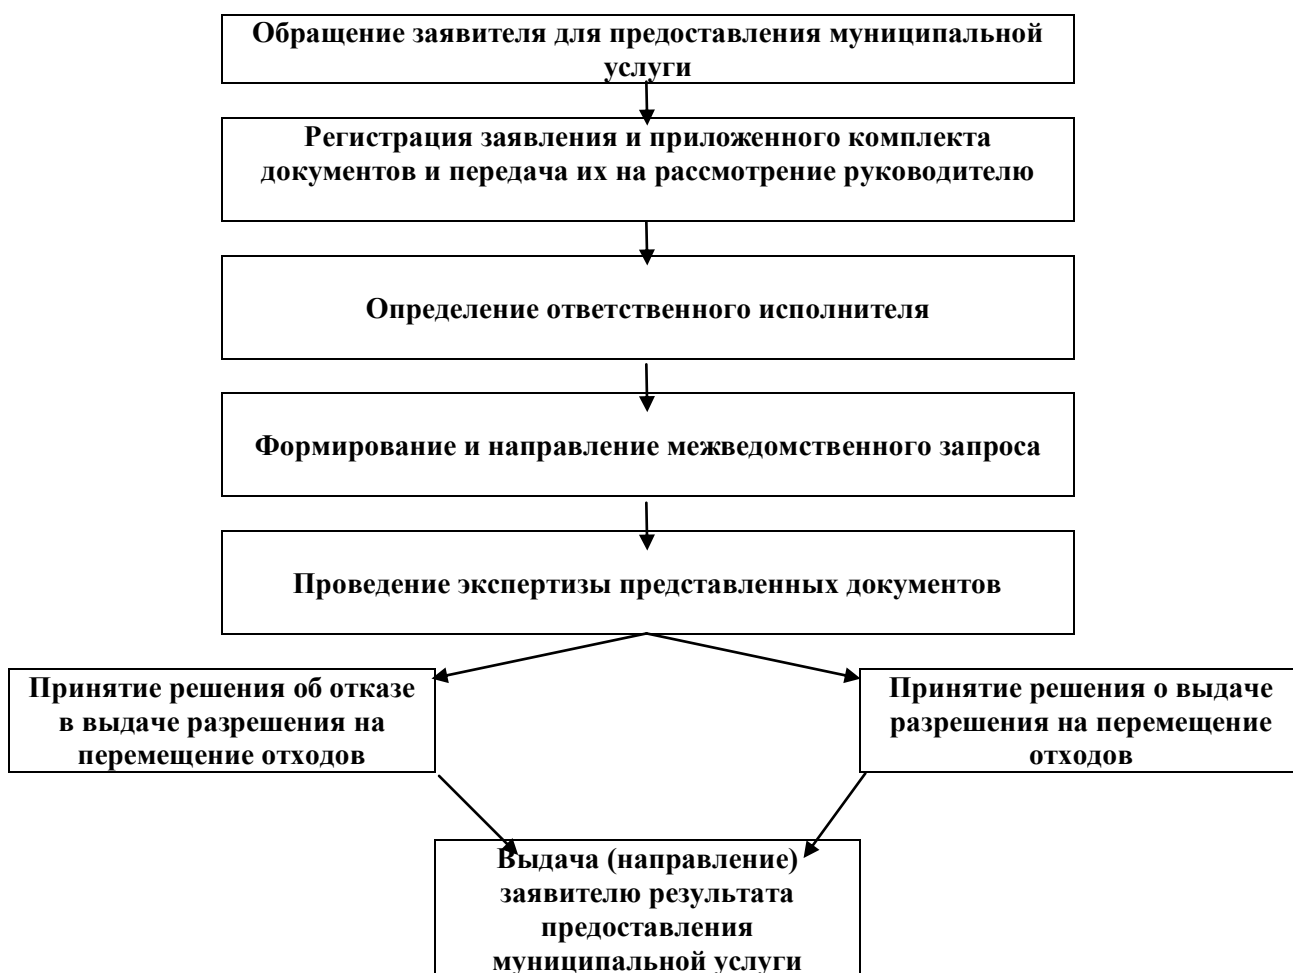 Обращение заявителя для предоставления муниципальной
услуги
Регистрация заявления и приложенного комплекта
документов и передача их на рассмотрение руководителю
Определение ответственного исполнителя
Формирование и направление межведомственного запроса
Проведение экспертизы представленных документов
Принятие решения об отказе
в выдаче разрешения на
перемещение отходов
Принятие решения о выдаче
разрешения на перемещение
отходов
Выдача (направление)
заявителю результата
предоставления
муниципальной услуги